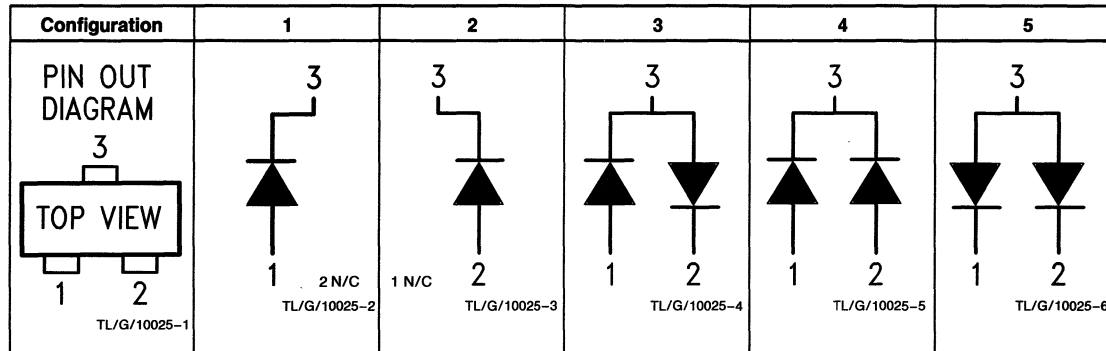 Configuration 1 2 3 4 5
PIN OUT
DIAGRAM
3
TOP VIEW
1 2
TL/G/10025-1
3
1 2 N/C
TL/G/10025-2
3
1 N/C 2
TL/G/10025-3
3
1 2
TL/G/10025-4
3
1 2
TL/G/10025-5
3
1 2
TL/G/10025-6